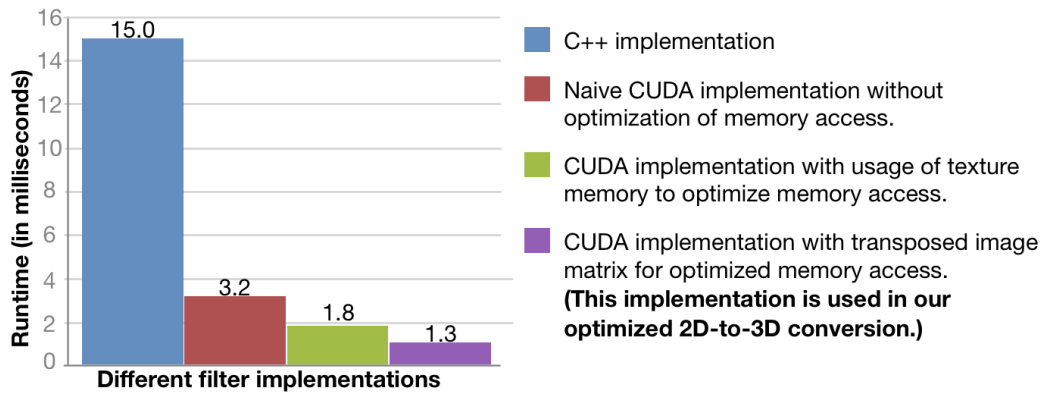 Runtime (in milliseconds)
16
14
12
10
8
6
4
2
0
15.0
3.2
1.8
1.3
Different filter implementations
C++ implementation
Naive CUDA implementation without
optimization of memory access.
CUDA implementation with usage of texture
memory to optimize memory access.
CUDA implementation with transposed image
matrix for optimized memory access.
(This implementation is used in our
optimized 2D-to-3D conversion.)